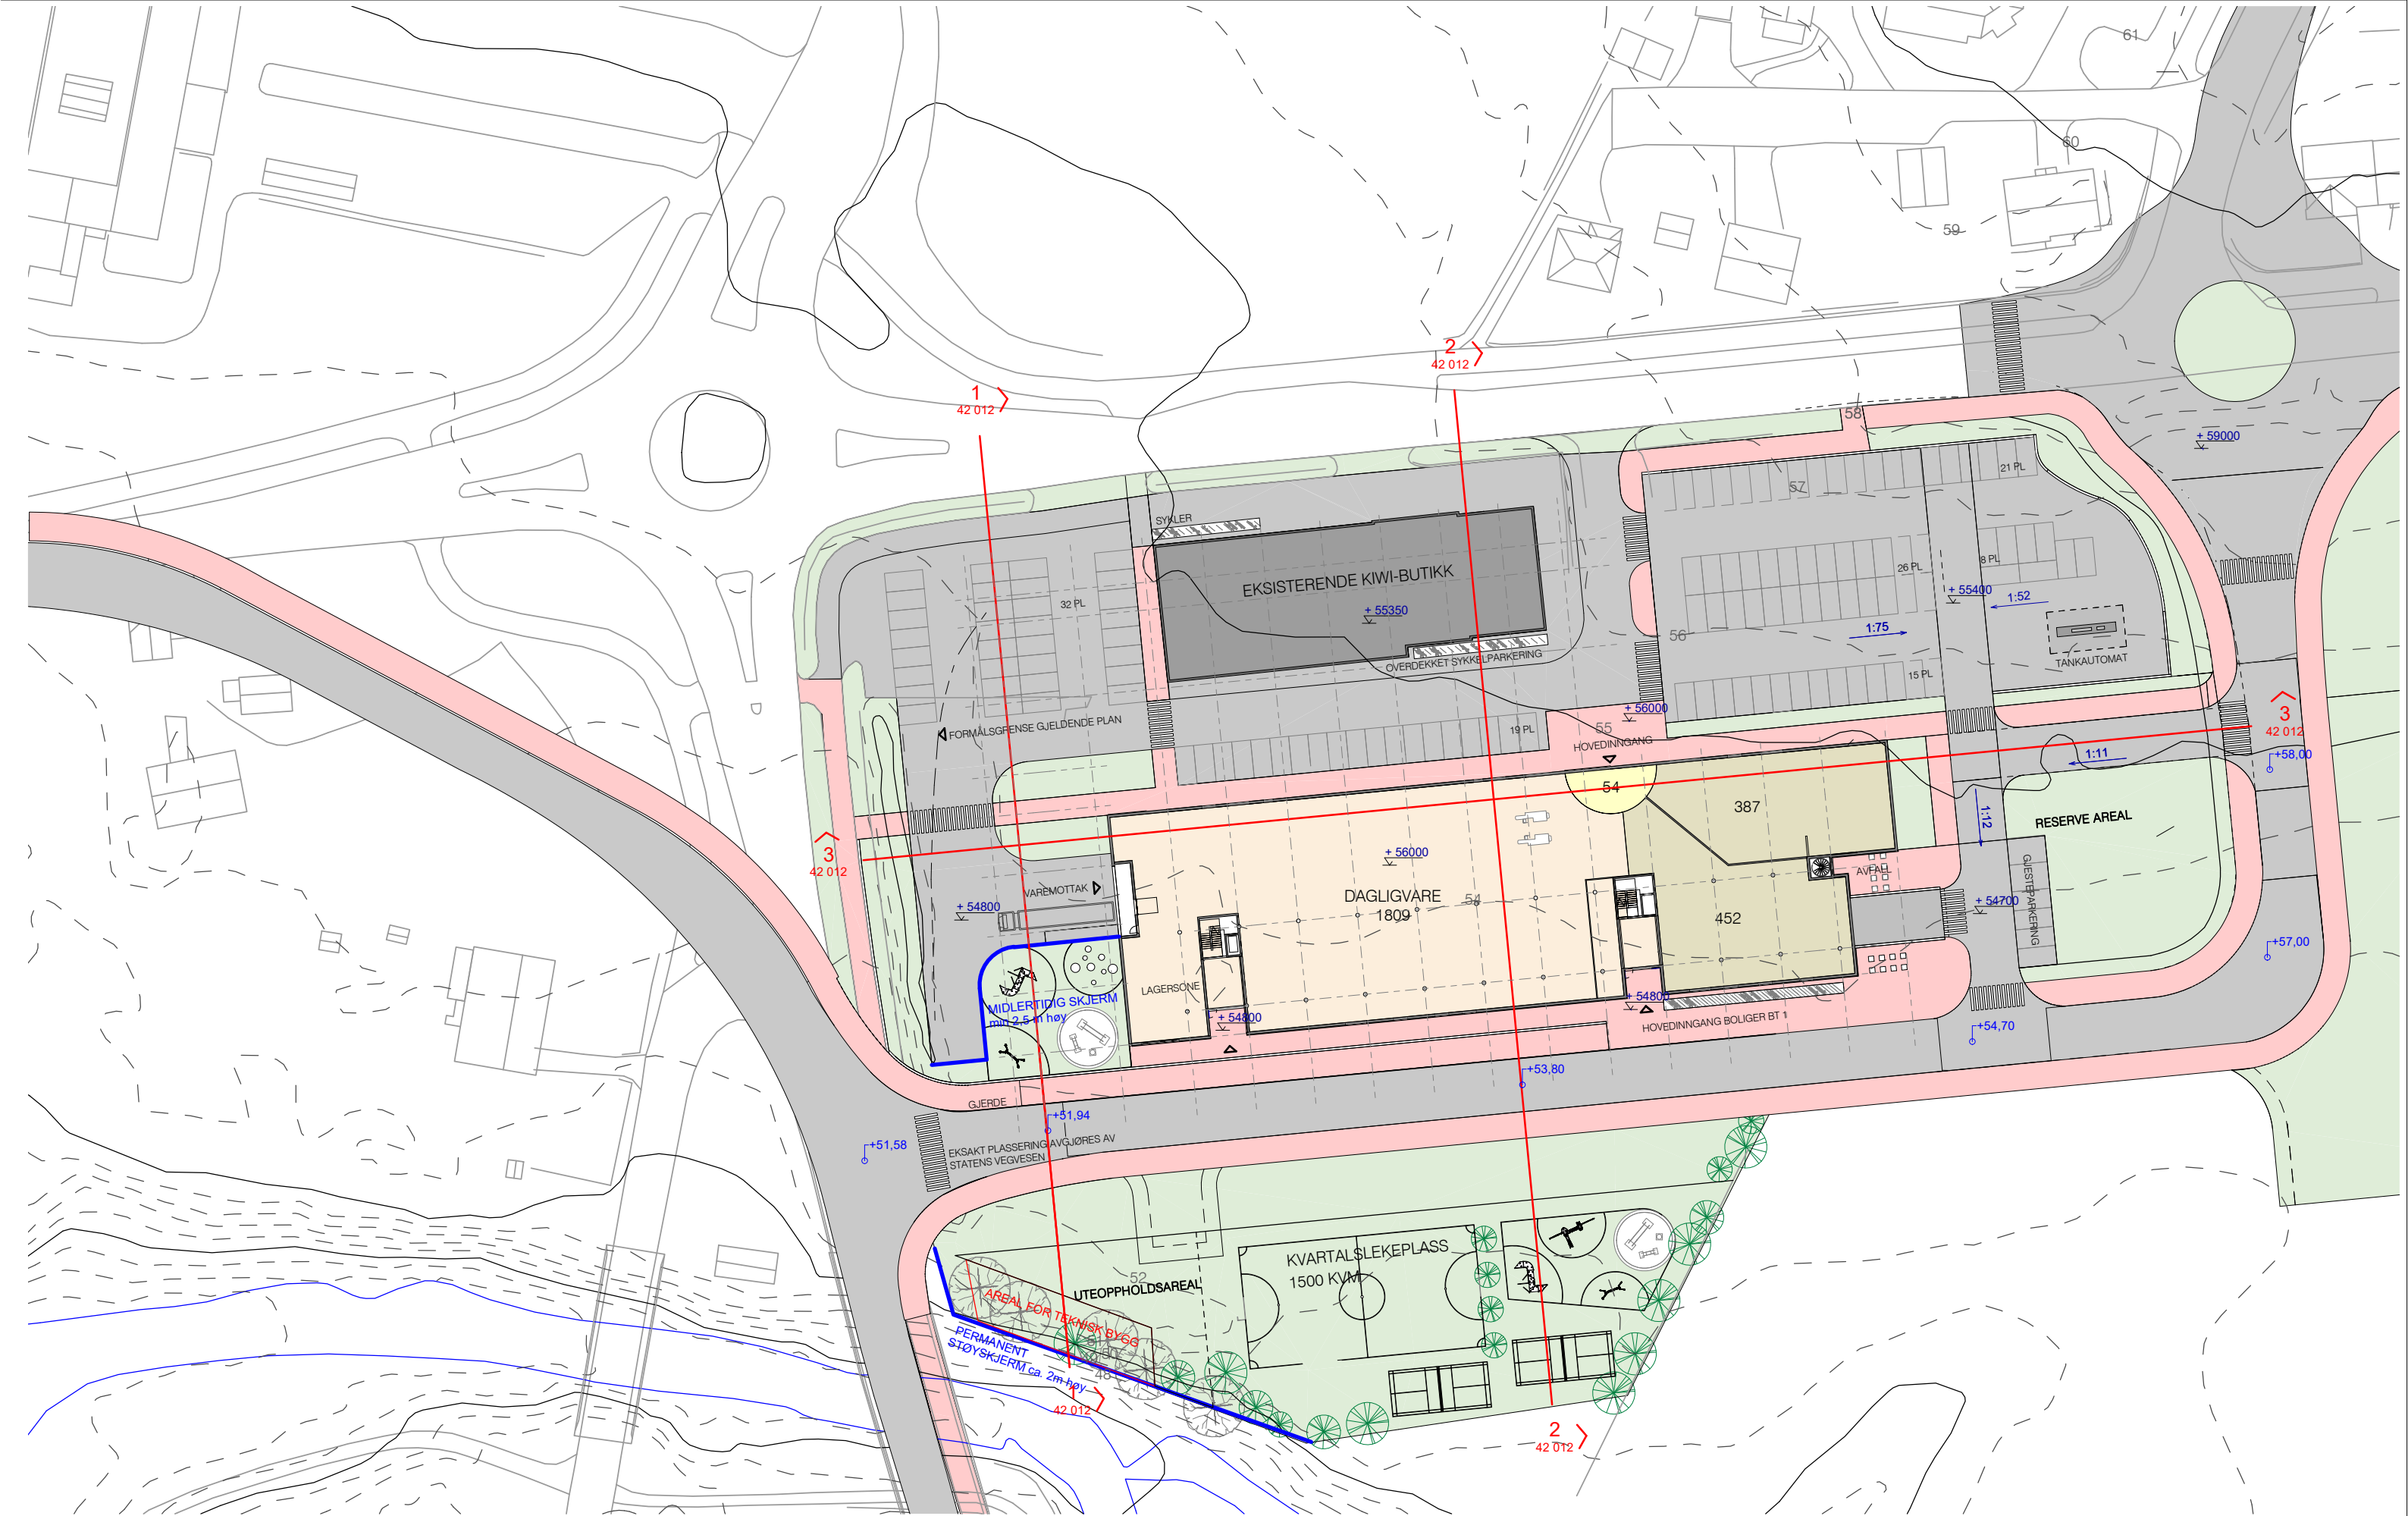 61
60
59
2
42 012
1
42 012
58
+ 59000
21 PL
57
SYKLER
EKSISTERENDE KIWI-BUTIKK
+ 55350
32 PL
26 PL
8 PL
+ 55400
1:52
1:75
56
OVERDEKKET SYKKELPARKERING
TANKAUTOMAT
15 PL
+ 56000
FORMÅLSGRENSE GJELDENDE PLAN
19 PL
55
HOVEDINNGANG
3
42 012
1:11
+58,00
54
387
1:12
RESERVE AREAL
3
42 012
+ 56000
VAREMOTTAK
AVFALL
GJESTEPARKERING
DAGLIGVARE
1809
54
+ 54800
452
+ 54700
+57,00
MIDLERTIDIG SKJERM
min 2,5 m høy
LAGERSONE
+ 54800
+ 54800
HOVEDINNGANG BOLIGER BT 1
+54,70
+53,80
GJERDE
+51,94
+51,58
EKSAKT PLASSERING AVGJØRES AV
STATENS VEGVESEN
KVARTALSLEKEPLASS
1500 KVM
52
UTEOPPHOLDSAREAL
AREAL FOR TEKNISK BYGG
PERMANENT
STØYSKJERM ca. 2m høy
48
1
42 012
2
42 012